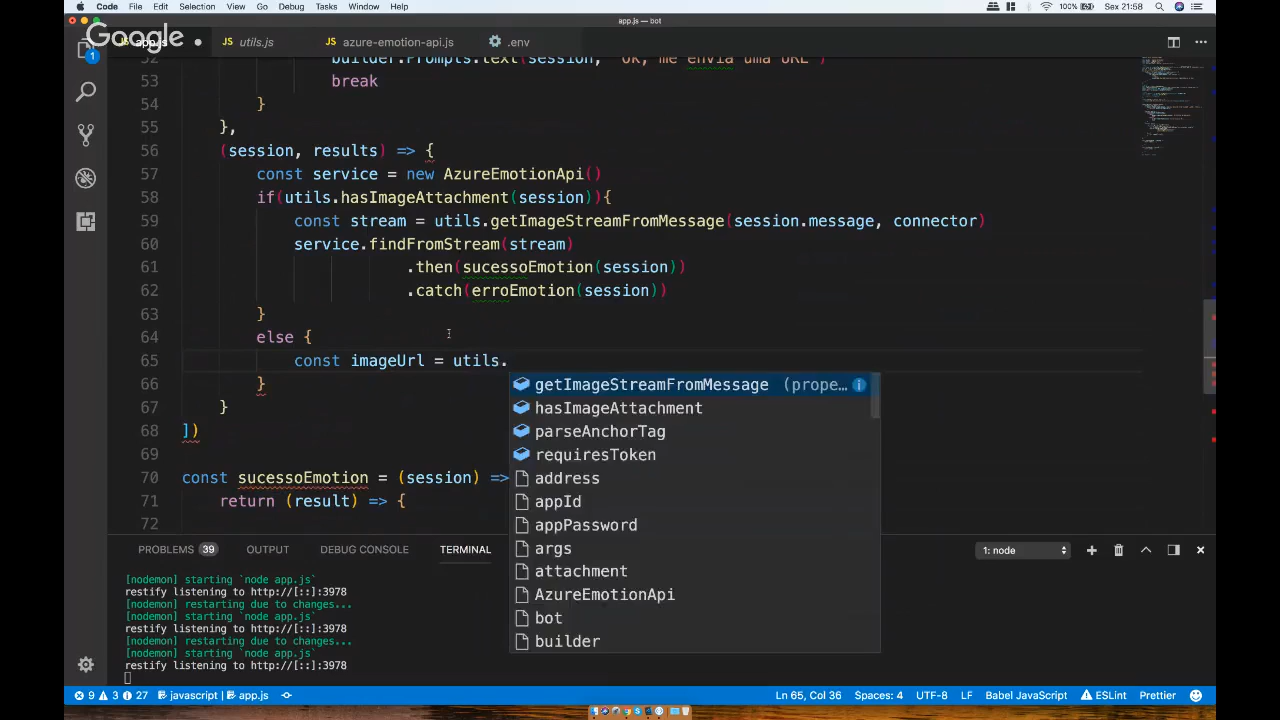 Code File Edit Selection View Go Debug Tasks Window Help 100% Sex 21:58
app.js — bot
Google
app.js utils.js azure-emotion-api.js .env
1
52 builder.Prompts.text(session, 'Ok, me envia uma URL')
53 break
54 }
55 },
56 (session, results) => {
57 const service = new AzureEmotionApi()
58 if(utils.hasImageAttachment(session)){
59 const stream = utils.getImageStreamFromMessage(session.message, connector)
60 service.findFromStream(stream)
61 .then(sucessoEmotion(session))
62 .catch(erroEmotion(session))
63 }
64 else {
65 const imageUrl = utils.
66 }
67 }
68 ])
69
70 const sucessoEmotion = (session) =>
71 return (result) => {
72
getImageStreamFromMessage (prope…
hasImageAttachment
parseAnchorTag
requiresToken
address
appId
appPassword
args
attachment
AzureEmotionApi
bot
builder
PROBLEMS 39 OUTPUT DEBUG CONSOLE TERMINAL 1: node
[nodemon] starting `node app.js`
restify listening to http://[::]:3978
[nodemon] restarting due to changes...
[nodemon] starting `node app.js`
restify listening to http://[::]:3978
[nodemon] restarting due to changes...
[nodemon] starting `node app.js`
restify listening to http://[::]:3978
9 3 27 javascript | app.js Ln 65, Col 36 Spaces: 4 UTF-8 LF Babel JavaScript ESLint Prettier